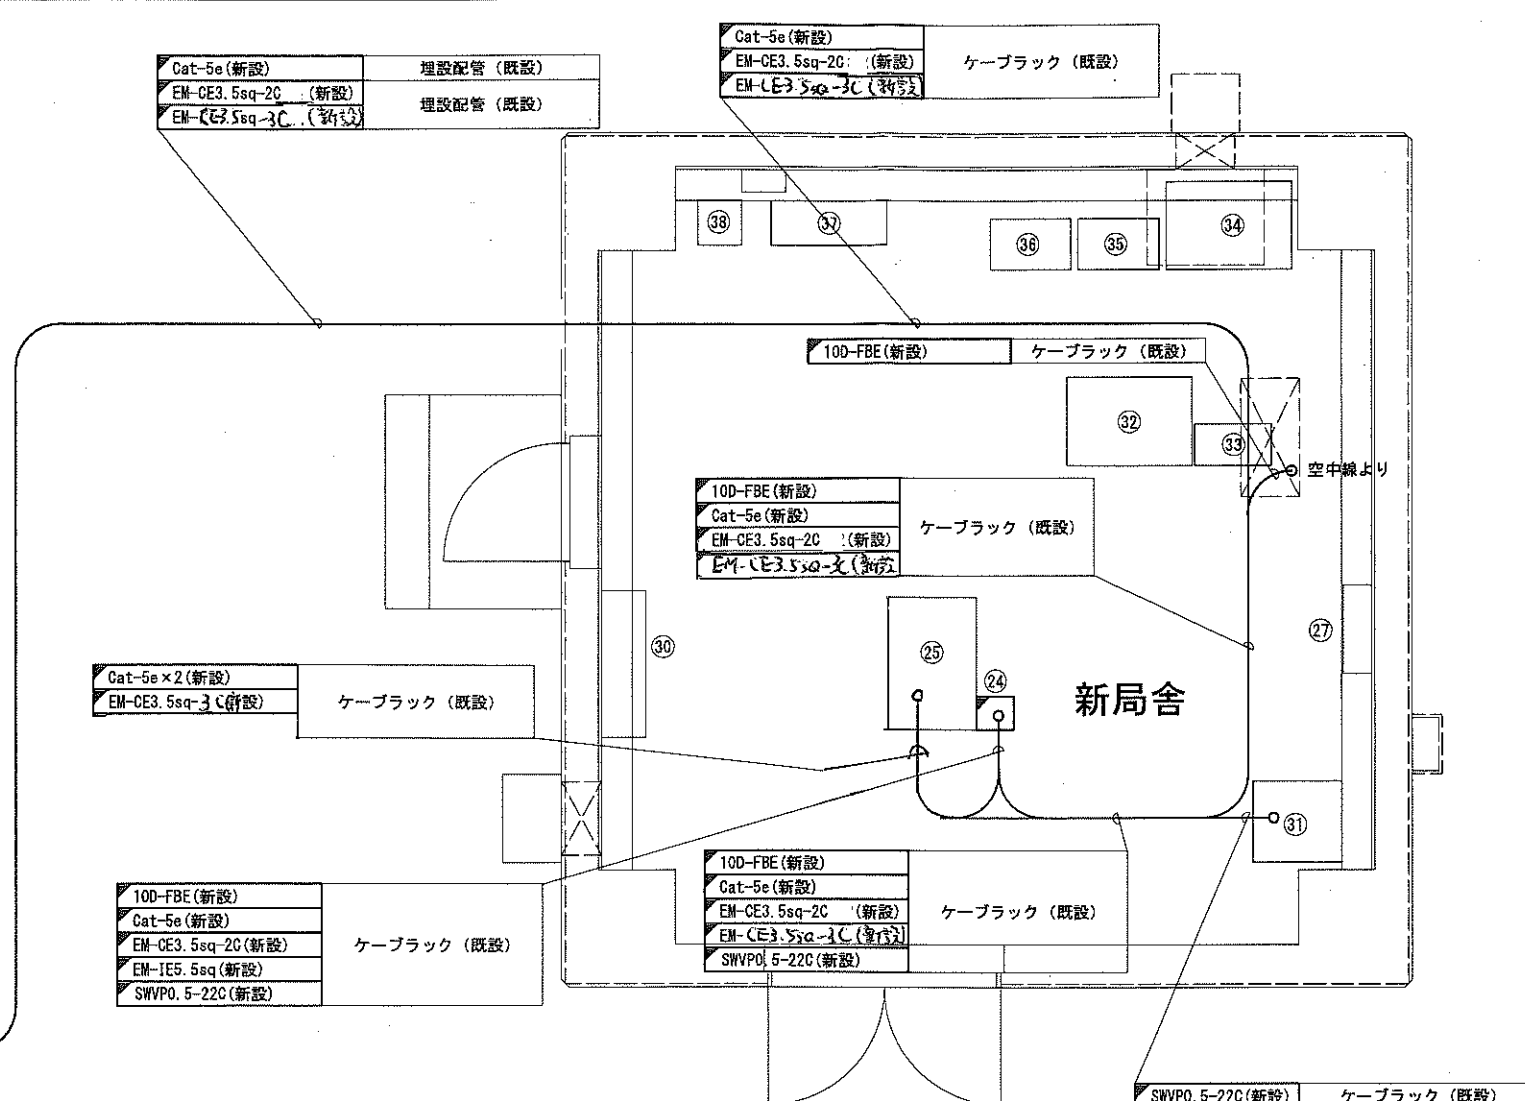 Cat-5e(新設) 埋設配管 (既設)
EM-CE3.5sq-2C (新設) 埋設配管 (既設)
EM-CE3.5sq-3C (新設)
Cat-5e(新設)
EM-CE3.5sq-2C (新設) ケーブラック (既設)
EM-CE3.5sq-3C (新設)
38
37
36
35
34
10D-FBE(新設) ケーブラック (既設)
32
33
空中線より
10D-FBE(新設)
Cat-5e(新設)
EM-CE3.5sq-2C (新設) ケーブラック (既設)
EM-CE3.5sq-3C (新設)
30
25
24
27
新局舎
Cat-5e×2(新設)
EM-CE3.5sq-3C(新設) ケーブラック (既設)
31
10D-FBE(新設)
Cat-5e(新設)
EM-CE3.5sq-2C(新設) ケーブラック (既設)
EM-IE5.5sq(新設)
SWVP0.5-22C(新設)
10D-FBE(新設)
Cat-5e(新設)
EM-CE3.5sq-2C (新設) ケーブラック (既設)
EM-CE3.5sq-3C (新設)
SWVP0.5-22C(新設)
SWVP0.5-22C(新設) ケーブラック (既設)